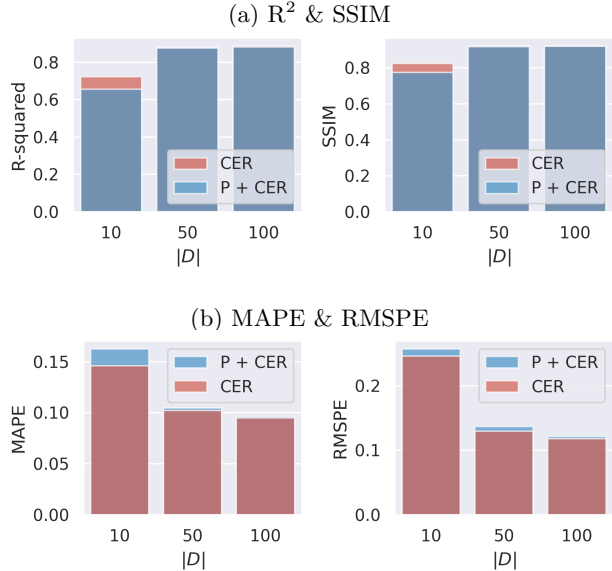 (a) R² & SSIM
R-squared
0.8
0.6
0.4
0.2
0.0
CER
P + CER
10 50 100
|D|
SSIM
0.8
0.6
0.4
0.2
0.0
CER
P + CER
10 50 100
|D|
(b) MAPE & RMSPE
MAPE
0.15
0.10
0.05
0.00
P + CER
CER
10 50 100
|D|
RMSPE
0.2
0.1
0.0
P + CER
CER
10 50 100
|D|